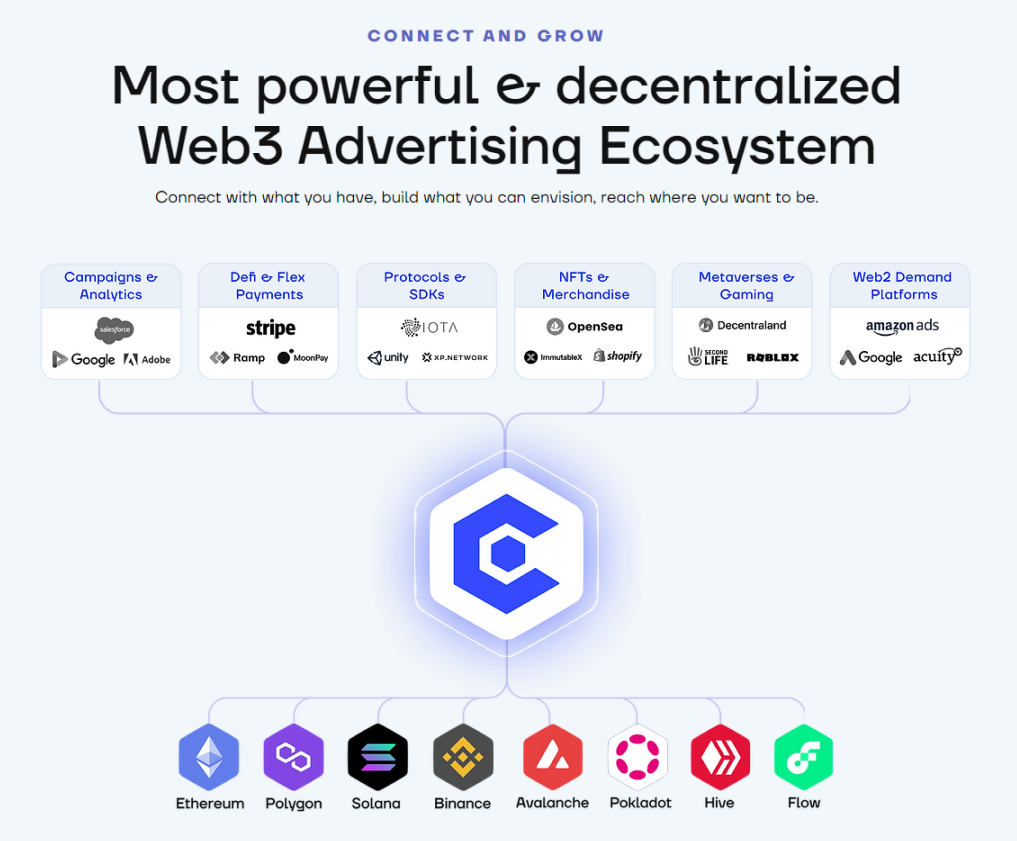 CONNECT AND GROW
Most powerful & decentralized
Web3 Advertising Ecosystem
Connect with what you have, build what you can envision, reach where you want to be.
Campaigns &
Analytics
salesforce
Google Adobe
Defi & Flex
Payments
stripe
Ramp MoonPay
Protocols &
SDKs
IOTA
unity XP.NETWORK
NFTs &
Merchandise
OpenSea
ImmutableX shopify
Metaverses &
Gaming
Decentraland
SECOND
LIFE ROBLOX
Web2 Demand
Platforms
amazon ads
Google acuity
Ethereum Polygon Solana Binance Avalanche Pokladot Hive Flow